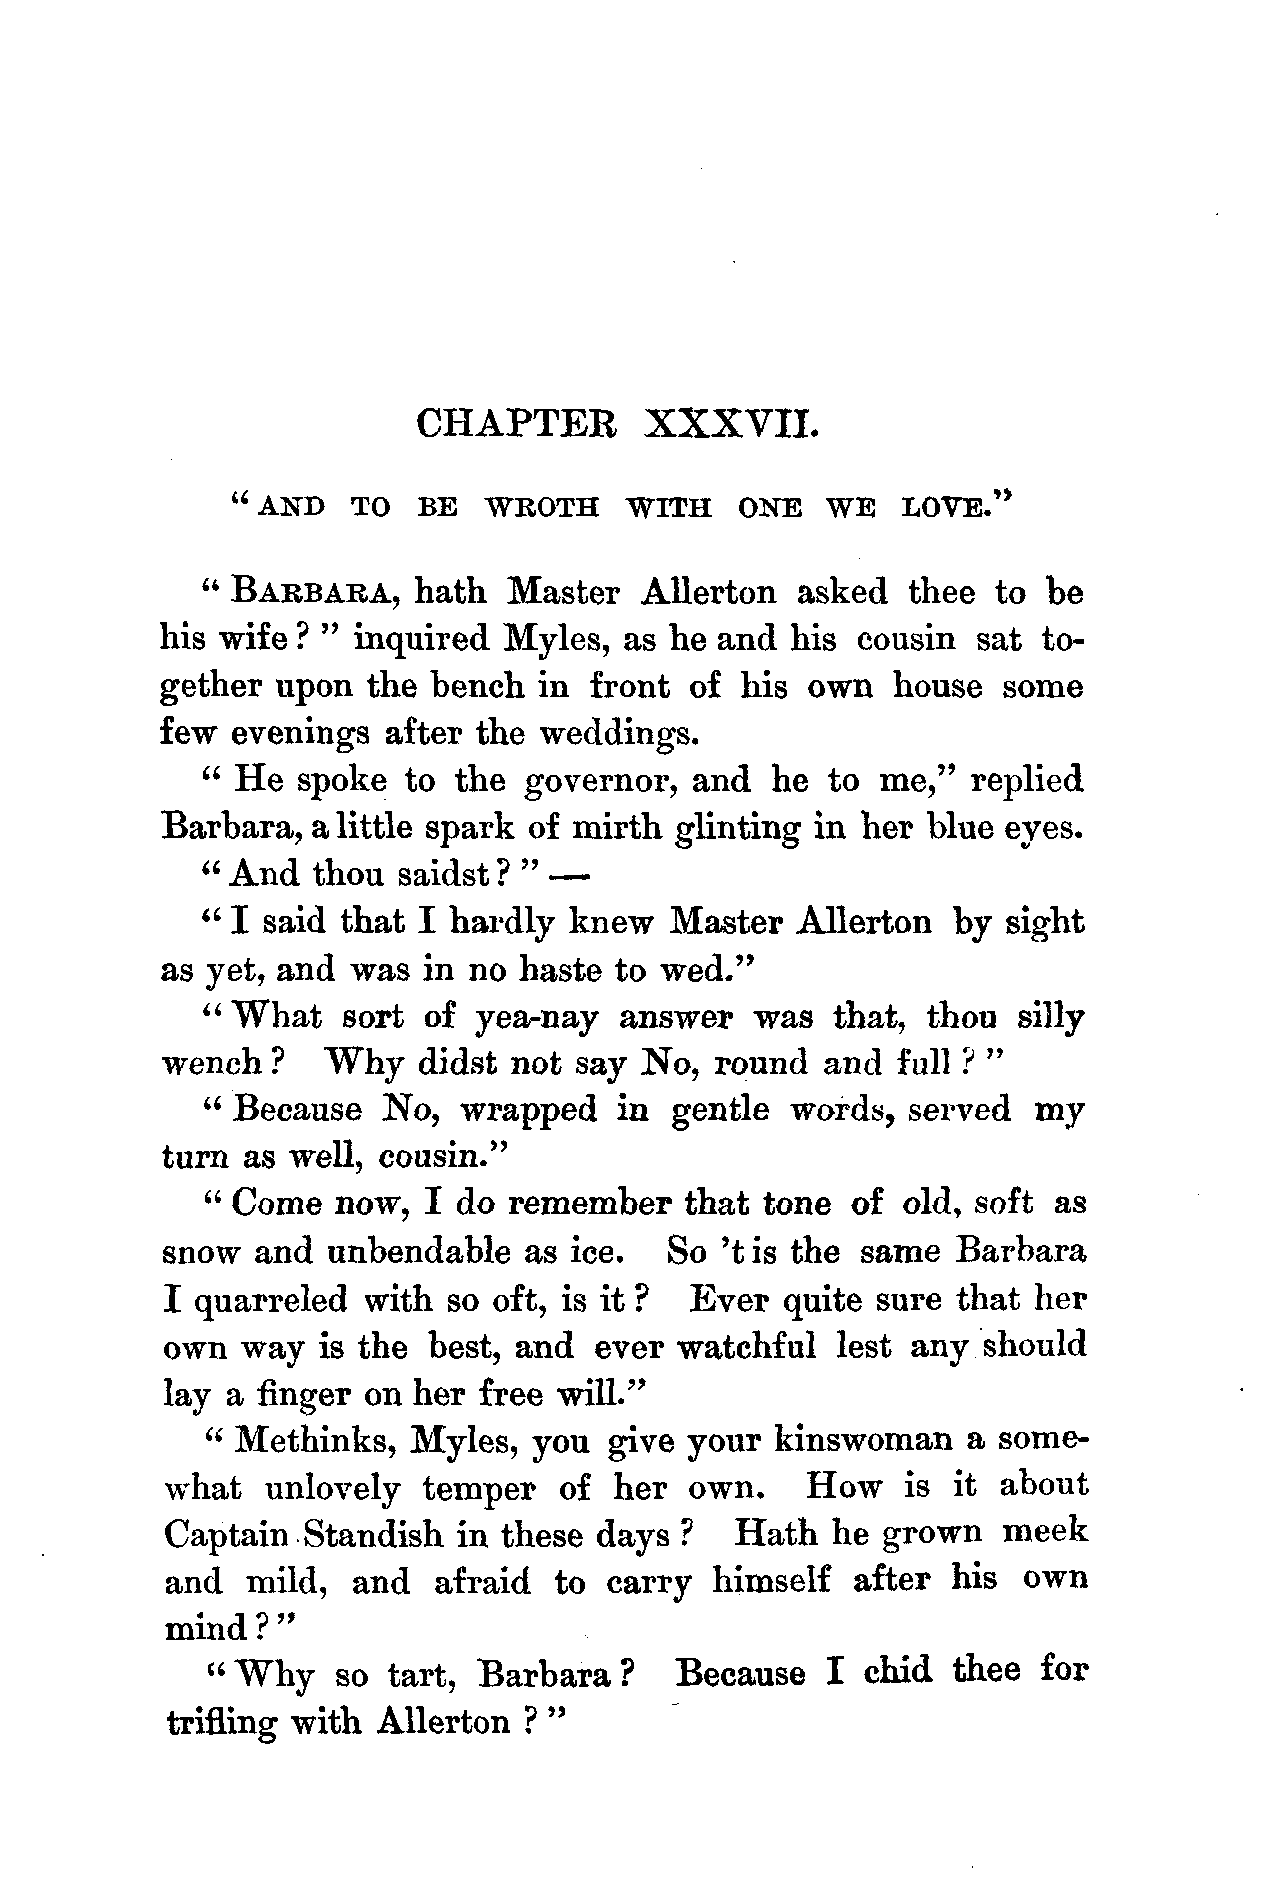 CHAPTER XXXVII.
"AND TO BE WROTH WITH ONE WE LOVE."
"BARBARA, hath Master Allerton asked thee to be
his wife?" inquired Myles, as he and his cousin sat to-
gether upon the bench in front of his own house some
few evenings after the weddings.
"He spoke to the governor, and he to me," replied
Barbara, a little spark of mirth glinting in her blue eyes.
"And thou saidst?" —
"I said that I hardly knew Master Allerton by sight
as yet, and was in no haste to wed."
"What sort of yea-nay answer was that, thou silly
wench? Why didst not say No, round and full?"
"Because No, wrapped in gentle words, served my
turn as well, cousin."
"Come now, I do remember that tone of old, soft as
snow and unbendable as ice. So 't is the same Barbara
I quarreled with so oft, is it? Ever quite sure that her
own way is the best, and ever watchful lest any should
lay a finger on her free will."
"Methinks, Myles, you give your kinswoman a some-
what unlovely temper of her own. How is it about
Captain Standish in these days? Hath he grown meek
and mild, and afraid to carry himself after his own
mind?"
"Why so tart, Barbara? Because I chid thee for
trifling with Allerton?"